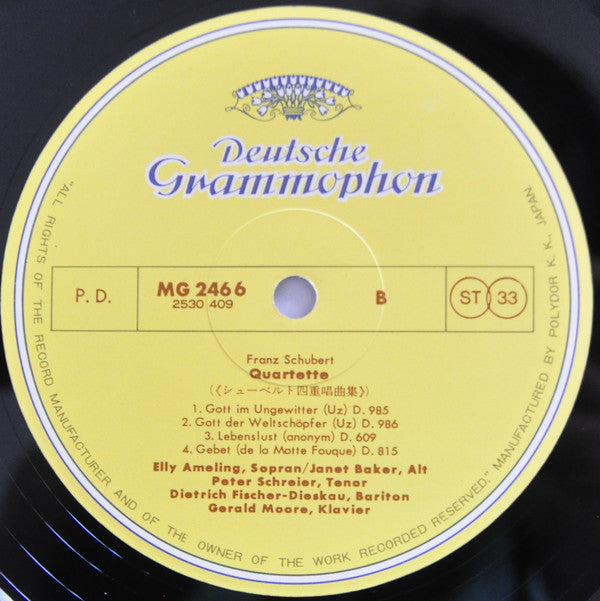 Deutsche
Grammophon
P. D.
MG 2466
2530 409
B
ST 33
Franz Schubert
Quartette
(《シューベルト四重唱曲集》)
1. Gott im Ungewitter (Uz) D. 985
2. Gott der Weltschöpfer (Uz) D. 986
3. Lebenslust (anonym) D. 609
4. Gebet (de la Motte Fouque) D. 815
Elly Ameling, Sopran/Janet Baker, Alt
Peter Schreier, Tenor
Dietrich Fischer-Dieskau, Bariton
Gerald Moore, Klavier
"ALL RIGHTS OF THE RECORD MANUFACTURER AND OF THE OWNER OF THE WORK RECORDED RESERVED." MANUFACTURED BY POLYDOR K. K., JAPAN